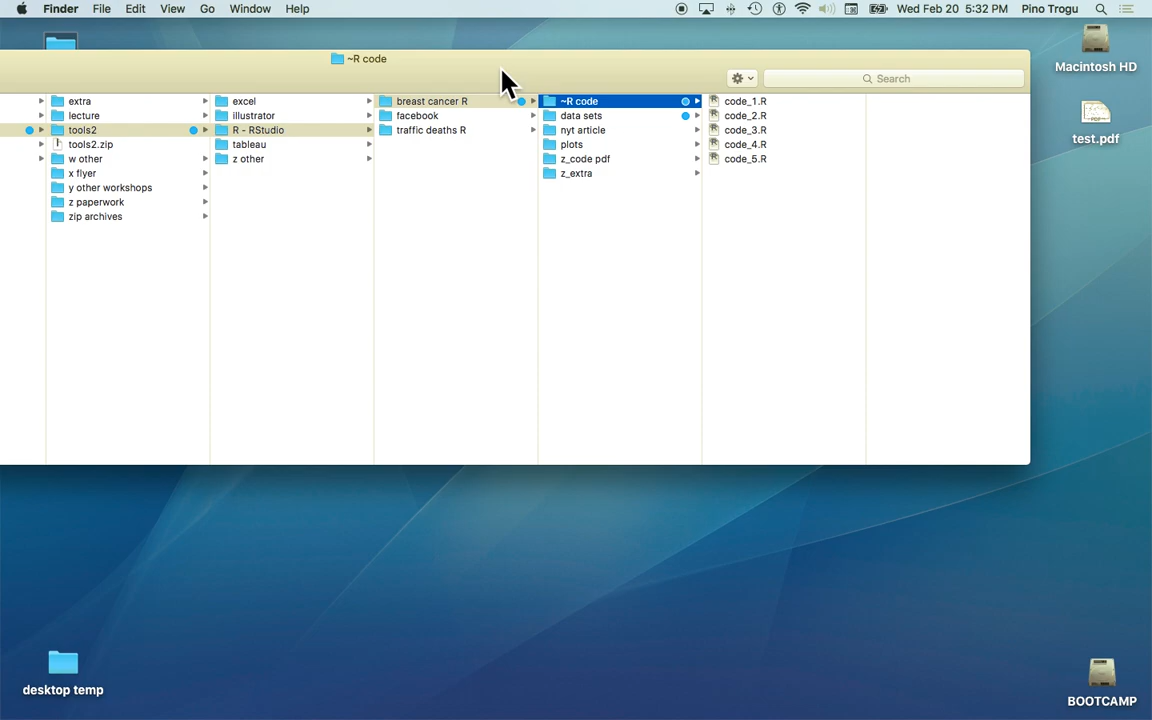 Finder File Edit View Go Window Help Wed Feb 20 5:32 PM Pino Trogu
~R code
Search
extra
lecture
tools2
tools2.zip
w other
x flyer
y other workshops
z paperwork
zip archives
excel
illustrator
R - RStudio
tableau
z other
breast cancer R
facebook
traffic deaths R
~R code
data sets
nyt article
plots
z_code pdf
z_extra
code_1.R
code_2.R
code_3.R
code_4.R
code_5.R
Macintosh HD
test.pdf
desktop temp
BOOTCAMP